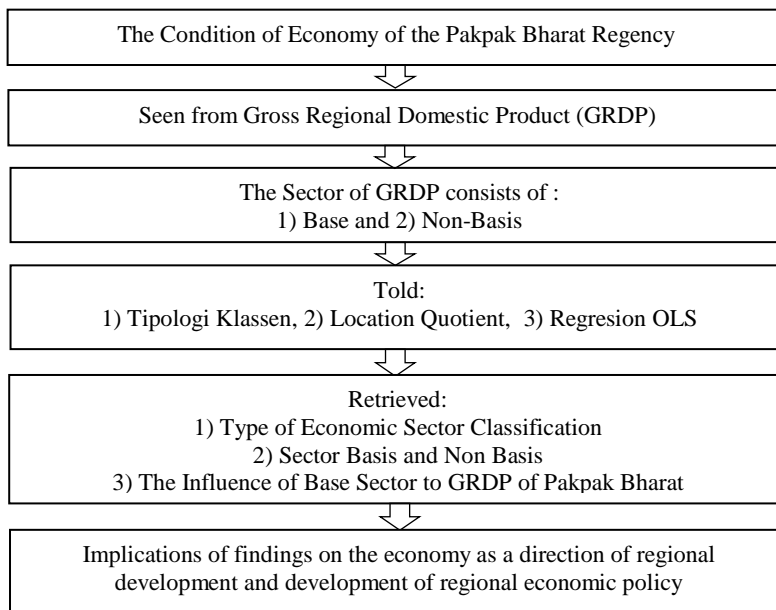 The Condition of Economy of the Pakpak Bharat Regency
Seen from Gross Regional Domestic Product (GRDP)
The Sector of GRDP consists of :
1) Base and 2) Non-Basis
Told:
1) Tipologi Klassen, 2) Location Quotient, 3) Regresion OLS
Retrieved:
1) Type of Economic Sector Classification
2) Sector Basis and Non Basis
3) The Influence of Base Sector to GRDP of Pakpak Bharat
Implications of findings on the economy as a direction of regional
development and development of regional economic policy